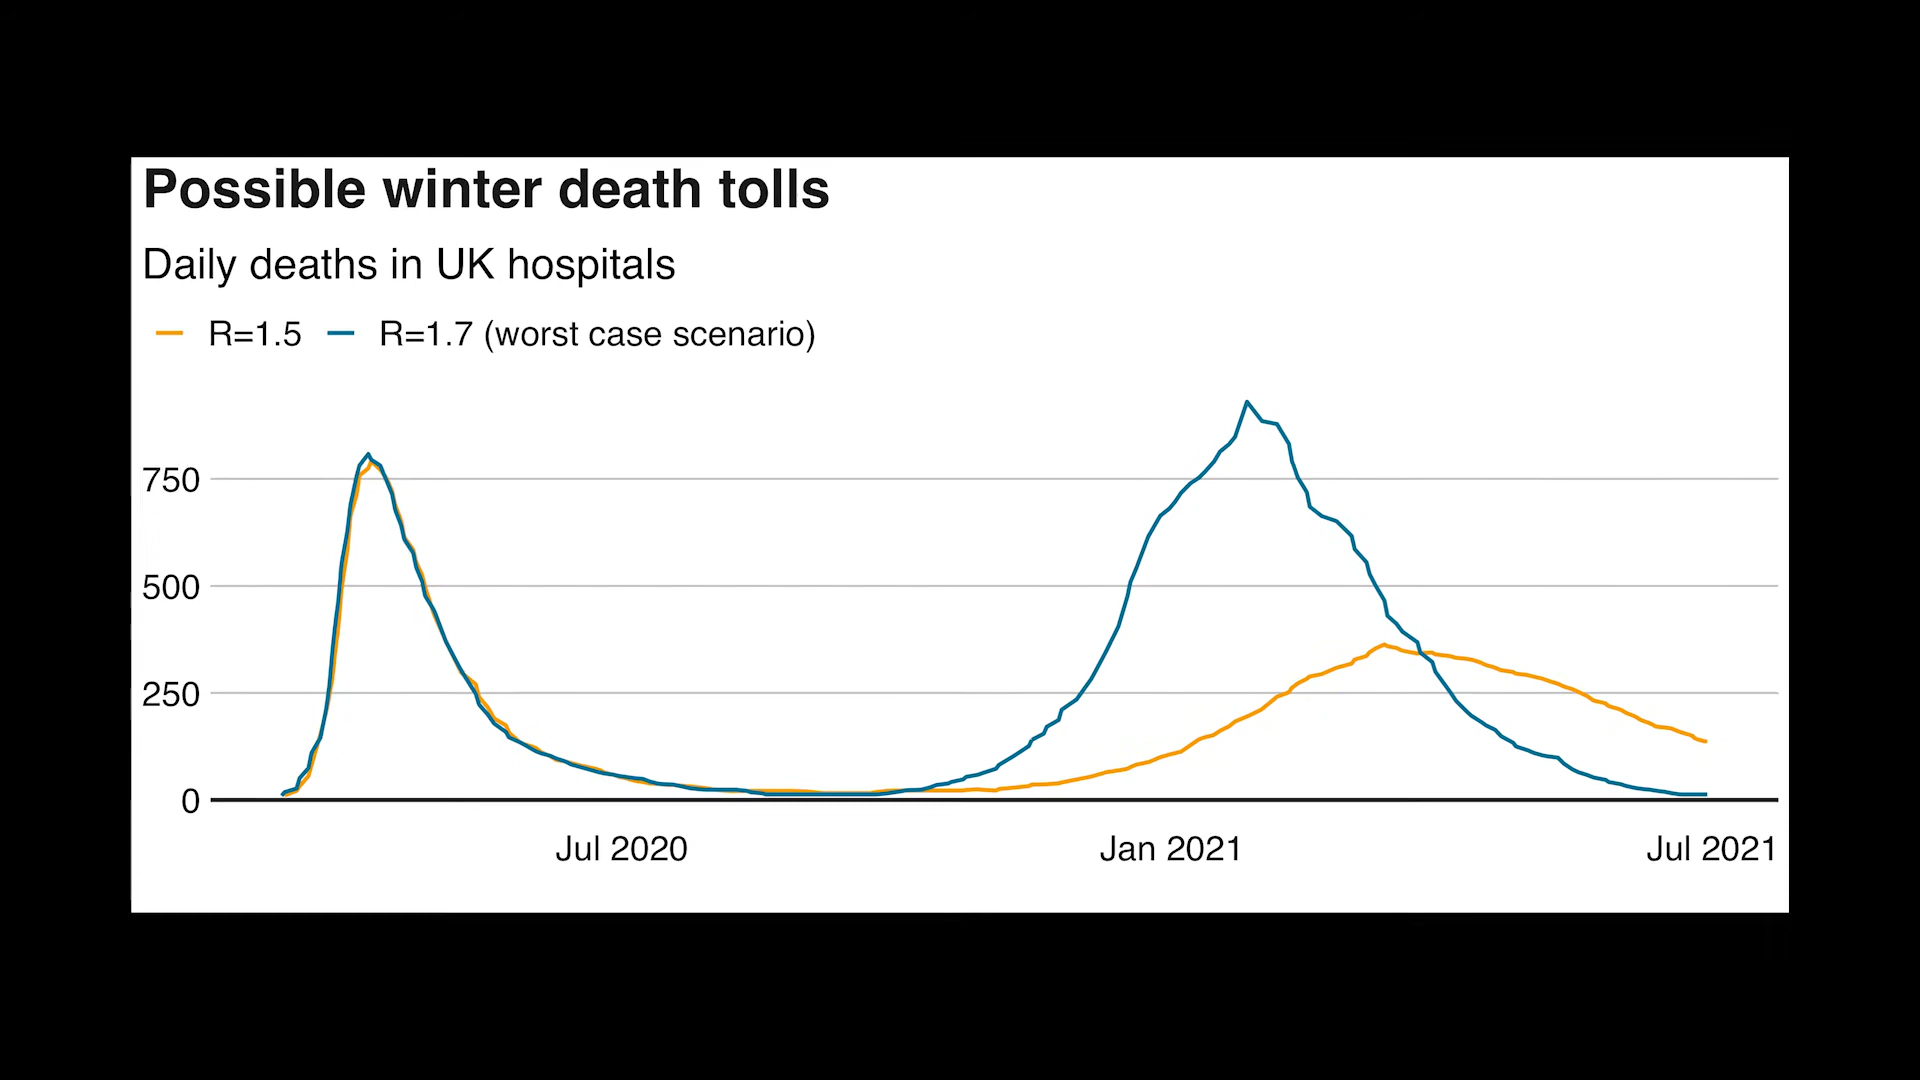 Possible winter death tolls
Daily deaths in UK hospitals
R=1.5 R=1.7 (worst case scenario)
750
500
250
0
Jul 2020 Jan 2021 Jul 2021